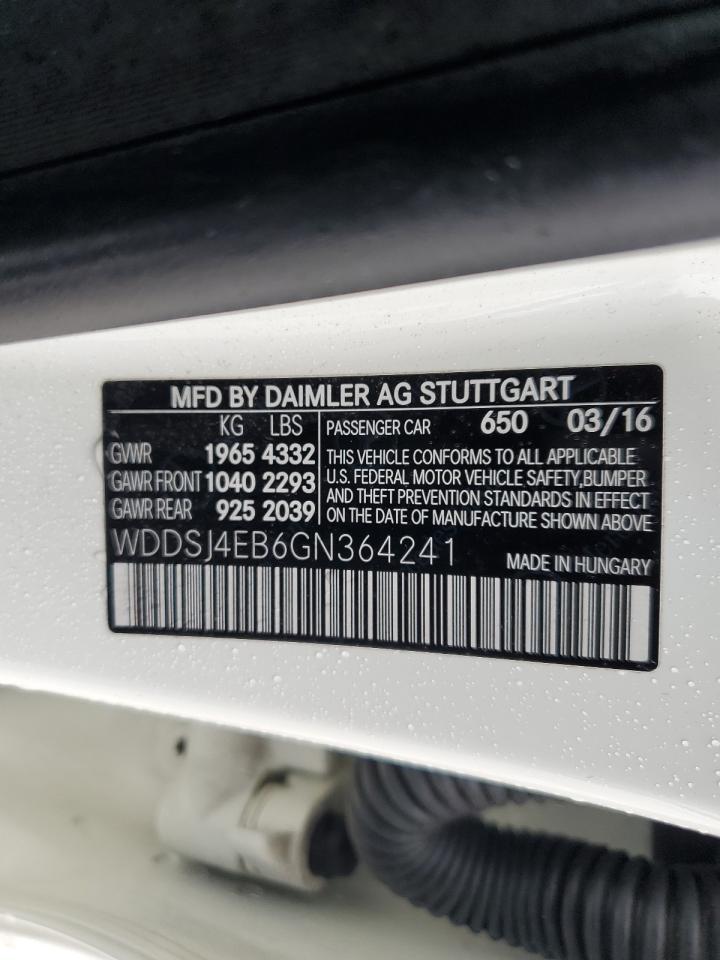 MFD BY DAIMLER AG STUTTGART
KG LBS
GVWR 1965 4332
GAWR FRONT 1040 2293
GAWR REAR 925 2039
PASSENGER CAR 650 03/16
THIS VEHICLE CONFORMS TO ALL APPLICABLE
U.S. FEDERAL MOTOR VEHICLE SAFETY,BUMPER
AND THEFT PREVENTION STANDARDS IN EFFECT
ON THE DATE OF MANUFACTURE SHOWN ABOVE
WDDSJ4EB6GN364241
MADE IN HUNGARY